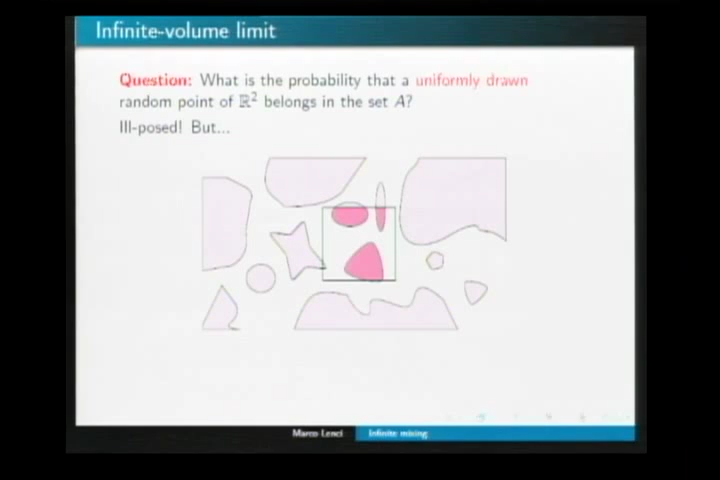 Infinite-volume limit
Question: What is the probability that a uniformly drawn
random point of ℝ² belongs in the set A?
Ill-posed! But...
Marco Lenci Infinite mixing